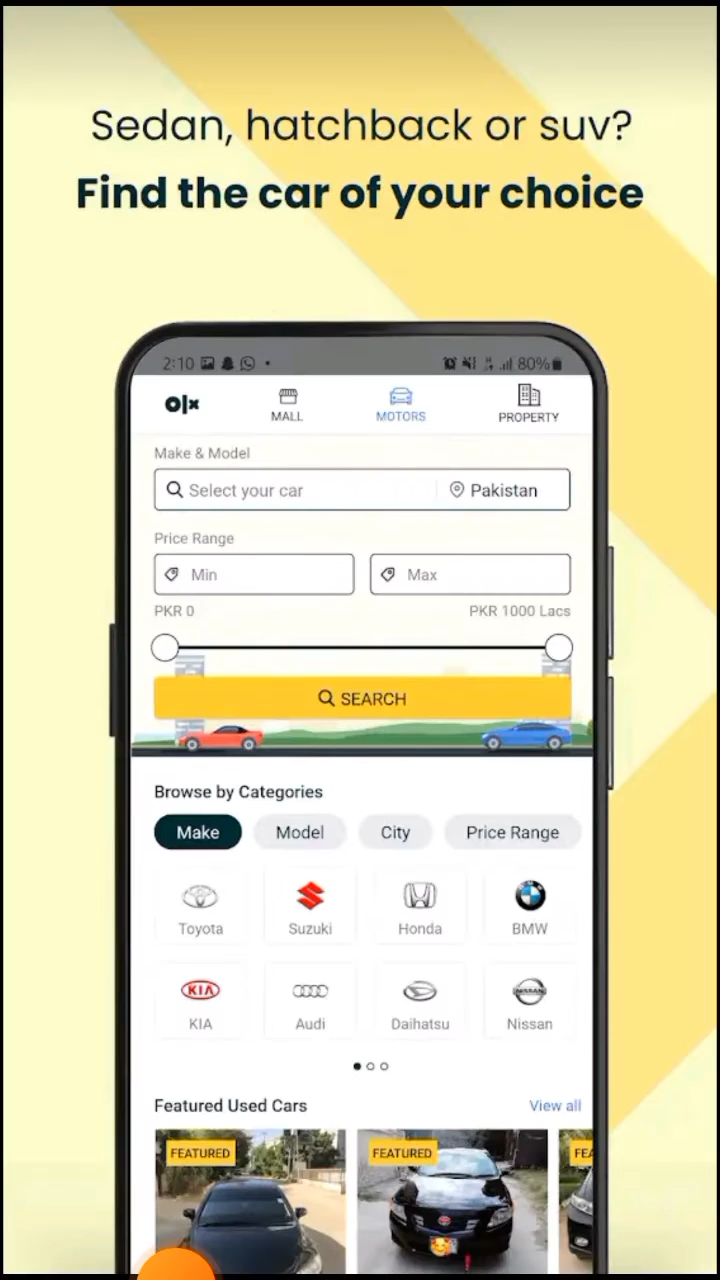 Sedan, hatchback or suv?
Find the car of your choice
2:10
80%
olx
MALL
MOTORS
PROPERTY
Make & Model
Select your car
Pakistan
Price Range
Min
Max
PKR 0
PKR 1000 Lacs
SEARCH
Browse by Categories
Make
Model
City
Price Range
Toyota
Suzuki
Honda
BMW
KIA
NISSAN
KIA
Audi
Daihatsu
Nissan
Featured Used Cars
View all
FEATURED
FEATURED
FEA